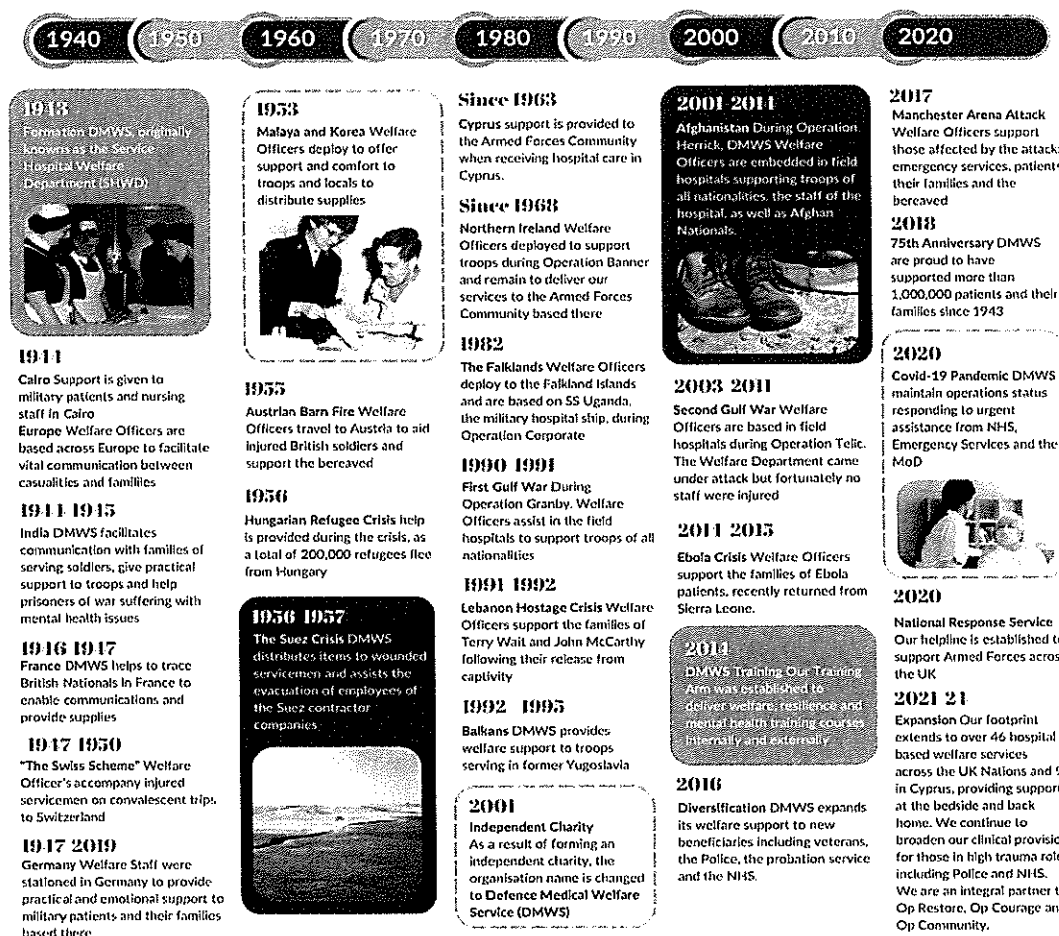 1940 1950 1960 1970 1980 1990 2000 2010 2020
1943
Formation DMWS, originally
knowns as the Service
Hospital Welfare
Department (SHWD)
1944
Cairo Support is given to
military patients and nursing
staff in Cairo
Europe Welfare Officers are
based across Europe to facilitate
vital communication between
casualities and families
1944 1945
India DMWS facilitates
communication with families of
serving soldiers, give practical
support to troops and help
prisoners of war suffering with
mental health issues
1946 1947
France DMWS helps to trace
British Nationals in France to
enable communications and
provide supplies
1947 1950
"The Swiss Scheme" Welfare
Officer's accompany injured
servicemen on convalescent trips
to Switzerland
1947 2019
Germany Welfare Staff were
stationed in Germany to provide
practical and emotional support to
military patients and their families
based there
1953
Malaya and Korea Welfare
Officers deploy to offer
support and comfort to
troops and locals to
distribute supplies
1955
Austrian Barn Fire Welfare
Officers travel to Austria to aid
injured British soldiers and
support the bereaved
1956
Hungarian Refugee Crisis help
is provided during the crisis, as
a total of 200,000 refugees flee
from Hungary
1956 1957
The Suez Crisis DMWS
distributes items to wounded
servicemen and assists the
evacuation of employees of
the Suez contractor
companies
Since 1963
Cyprus support is provided to
the Armed Forces Community
when receiving hospital care in
Cyprus.
Since 1968
Northern Ireland Welfare
Officers deployed to support
troops during Operation Banner
and remain to deliver our
services to the Armed Forces
Community based there
1982
The Falklands Welfare Officers
deploy to the Falkland Islands
and are based on SS Uganda,
the military hospital ship, during
Operation Corporate
1990 1991
First Gulf War During
Operation Granby, Welfare
Officers assist in the field
hospitals to support troops of all
nationalities
1991 1992
Lebanon Hostage Crisis Welfare
Officers support the families of
Terry Wait and John McCarthy
following their release from
captivity
1992 1995
Balkans DMWS provides
welfare support to troops
serving in former Yugoslavia
2001
Independent Charity
As a result of forming an
independent charity, the
organisation name is changed
to Defence Medical Welfare
Service (DMWS)
2001 2014
Afghanistan During Operation
Herrick, DMWS Welfare
Officers are embedded in field
hospitals supporting troops of
all nationalities, the staff of the
hospital, as well as Afghan
Nationals.
2003 2011
Second Gulf War Welfare
Officers are based in field
hospitals during Operation Telic.
The Welfare Department came
under attack but fortunately no
staff were injured
2014 2015
Ebola Crisis Welfare Officers
support the families of Ebola
patients, recently returned from
Sierra Leone.
2014
DMWS Training Our Training
Arm was established to
deliver welfare, resilience and
mental health training courses
internally and externally
2016
Diversification DMWS expands
its welfare support to new
beneficiaries including veterans,
the Police, the probation service
and the NHS.
2017
Manchester Arena Attack
Welfare Officers support
those affected by the attack:
emergency services, patients
their families and the
bereaved
2018
75th Anniversary DMWS
are proud to have
supported more than
1,000,000 patients and their
families since 1943
2020
Covid-19 Pandemic DMWS
maintain operations status
responding to urgent
assistance from NHS,
Emergency Services and the
MoD
2020
National Response Service
Our helpline is established to
support Armed Forces across
the UK
2021 24
Expansion Our footprint
extends to over 46 hospital
based welfare services
across the UK Nations and
in Cyprus, providing support
at the bedside and back
home. We continue to
broaden our clinical
for those in high trauma
including Police and NHS.
We are an integral partner
Op Restore, Op Courage
Op Community.